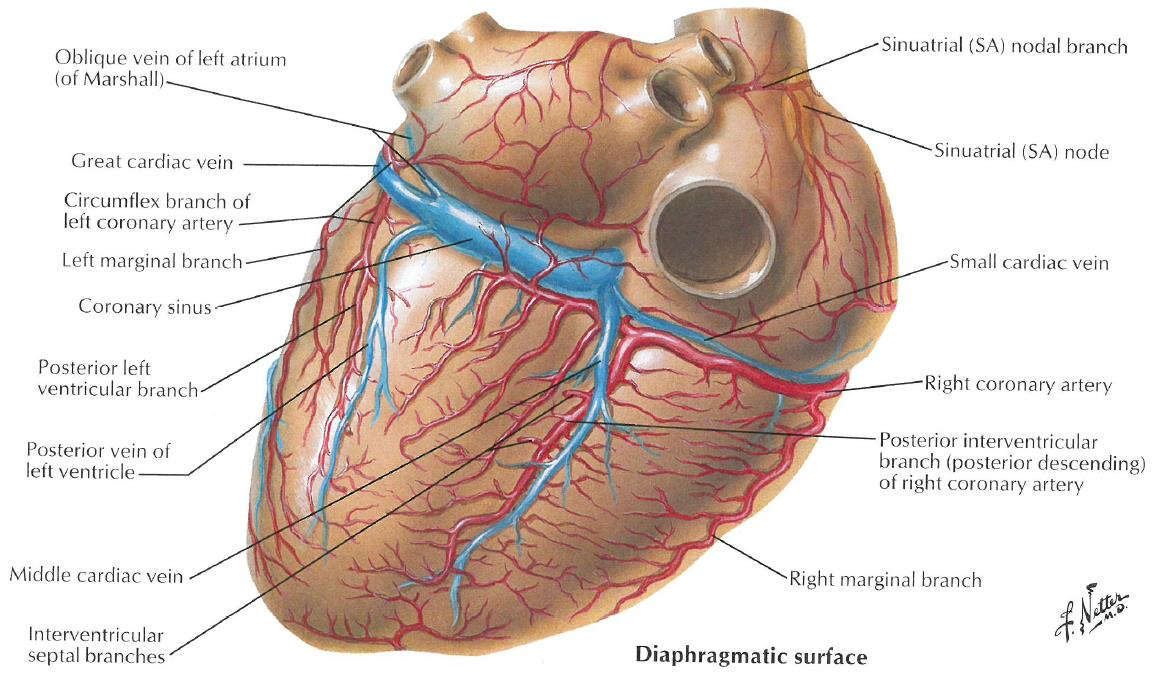 Oblique vein of left atrium
(of Marshall)
Great cardiac vein
Circumflex branch of
left coronary artery
Left marginal branch
Coronary sinus
Posterior left
ventricular branch
Posterior vein of
left ventricle
Middle cardiac vein
Interventricular
septal branches
Sinuatrial (SA) nodal branch
Sinuatrial (SA) node
Small cardiac vein
Right coronary artery
Posterior interventricular
branch (posterior descending)
of right coronary artery
Right marginal branch
Diaphragmatic surface
F. Netter
M.D.